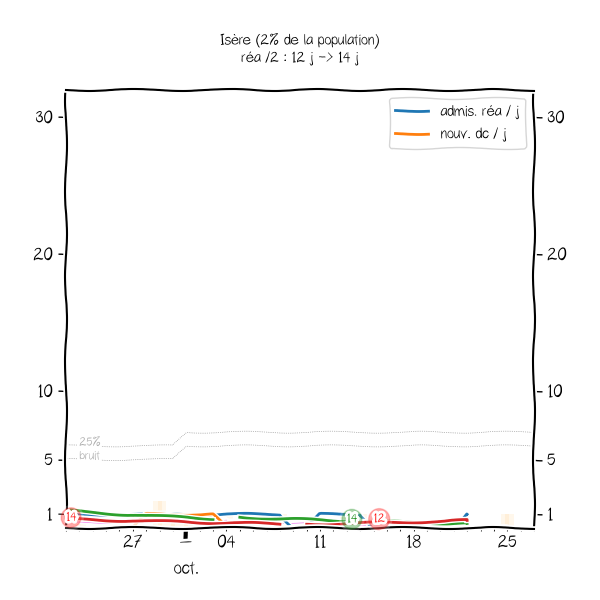 Isère (2% de la population)
réa /2 : 12 j -> 14 j
admis. réa / j
nouv. dc / j
30 30
20 20
10 10
25%
5 bruit 5
1 14 14 12 1
27 1 04 11 18 25
oct.